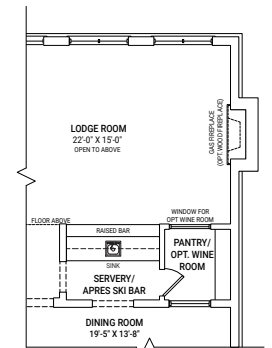 LODGE ROOM
22'-0" X 15'-0"
OPEN TO ABOVE
GAS FIREPLACE
(OPT. WOOD FIREPLACE)
FLOOR ABOVE
WINDOW FOR
OPT WINE ROOM
RAISED BAR
SINK
PANTRY/
OPT. WINE
ROOM
SERVERY/
APRES SKI BAR
DINING ROOM
19'-5" X 13'-8"